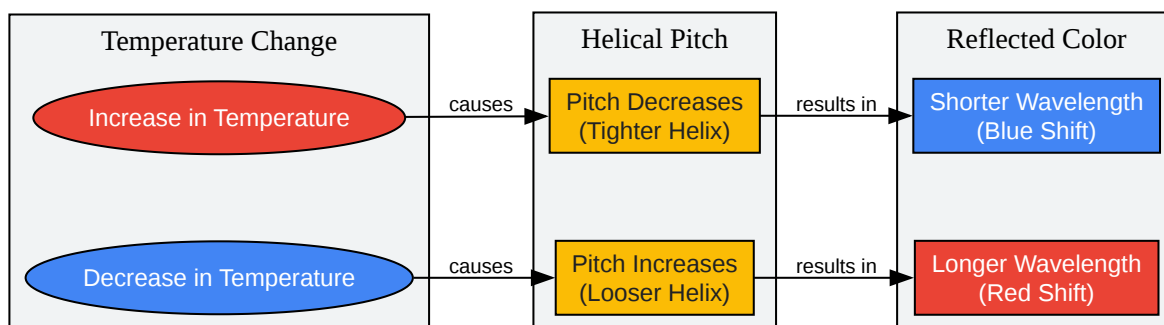 Temperature Change
Helical Pitch
Reflected Color
Increase in Temperature
causes
Pitch Decreases
(Tighter Helix)
results in
Shorter Wavelength
(Blue Shift)
Decrease in Temperature
causes
Pitch Increases
(Looser Helix)
results in
Longer Wavelength
(Red Shift)